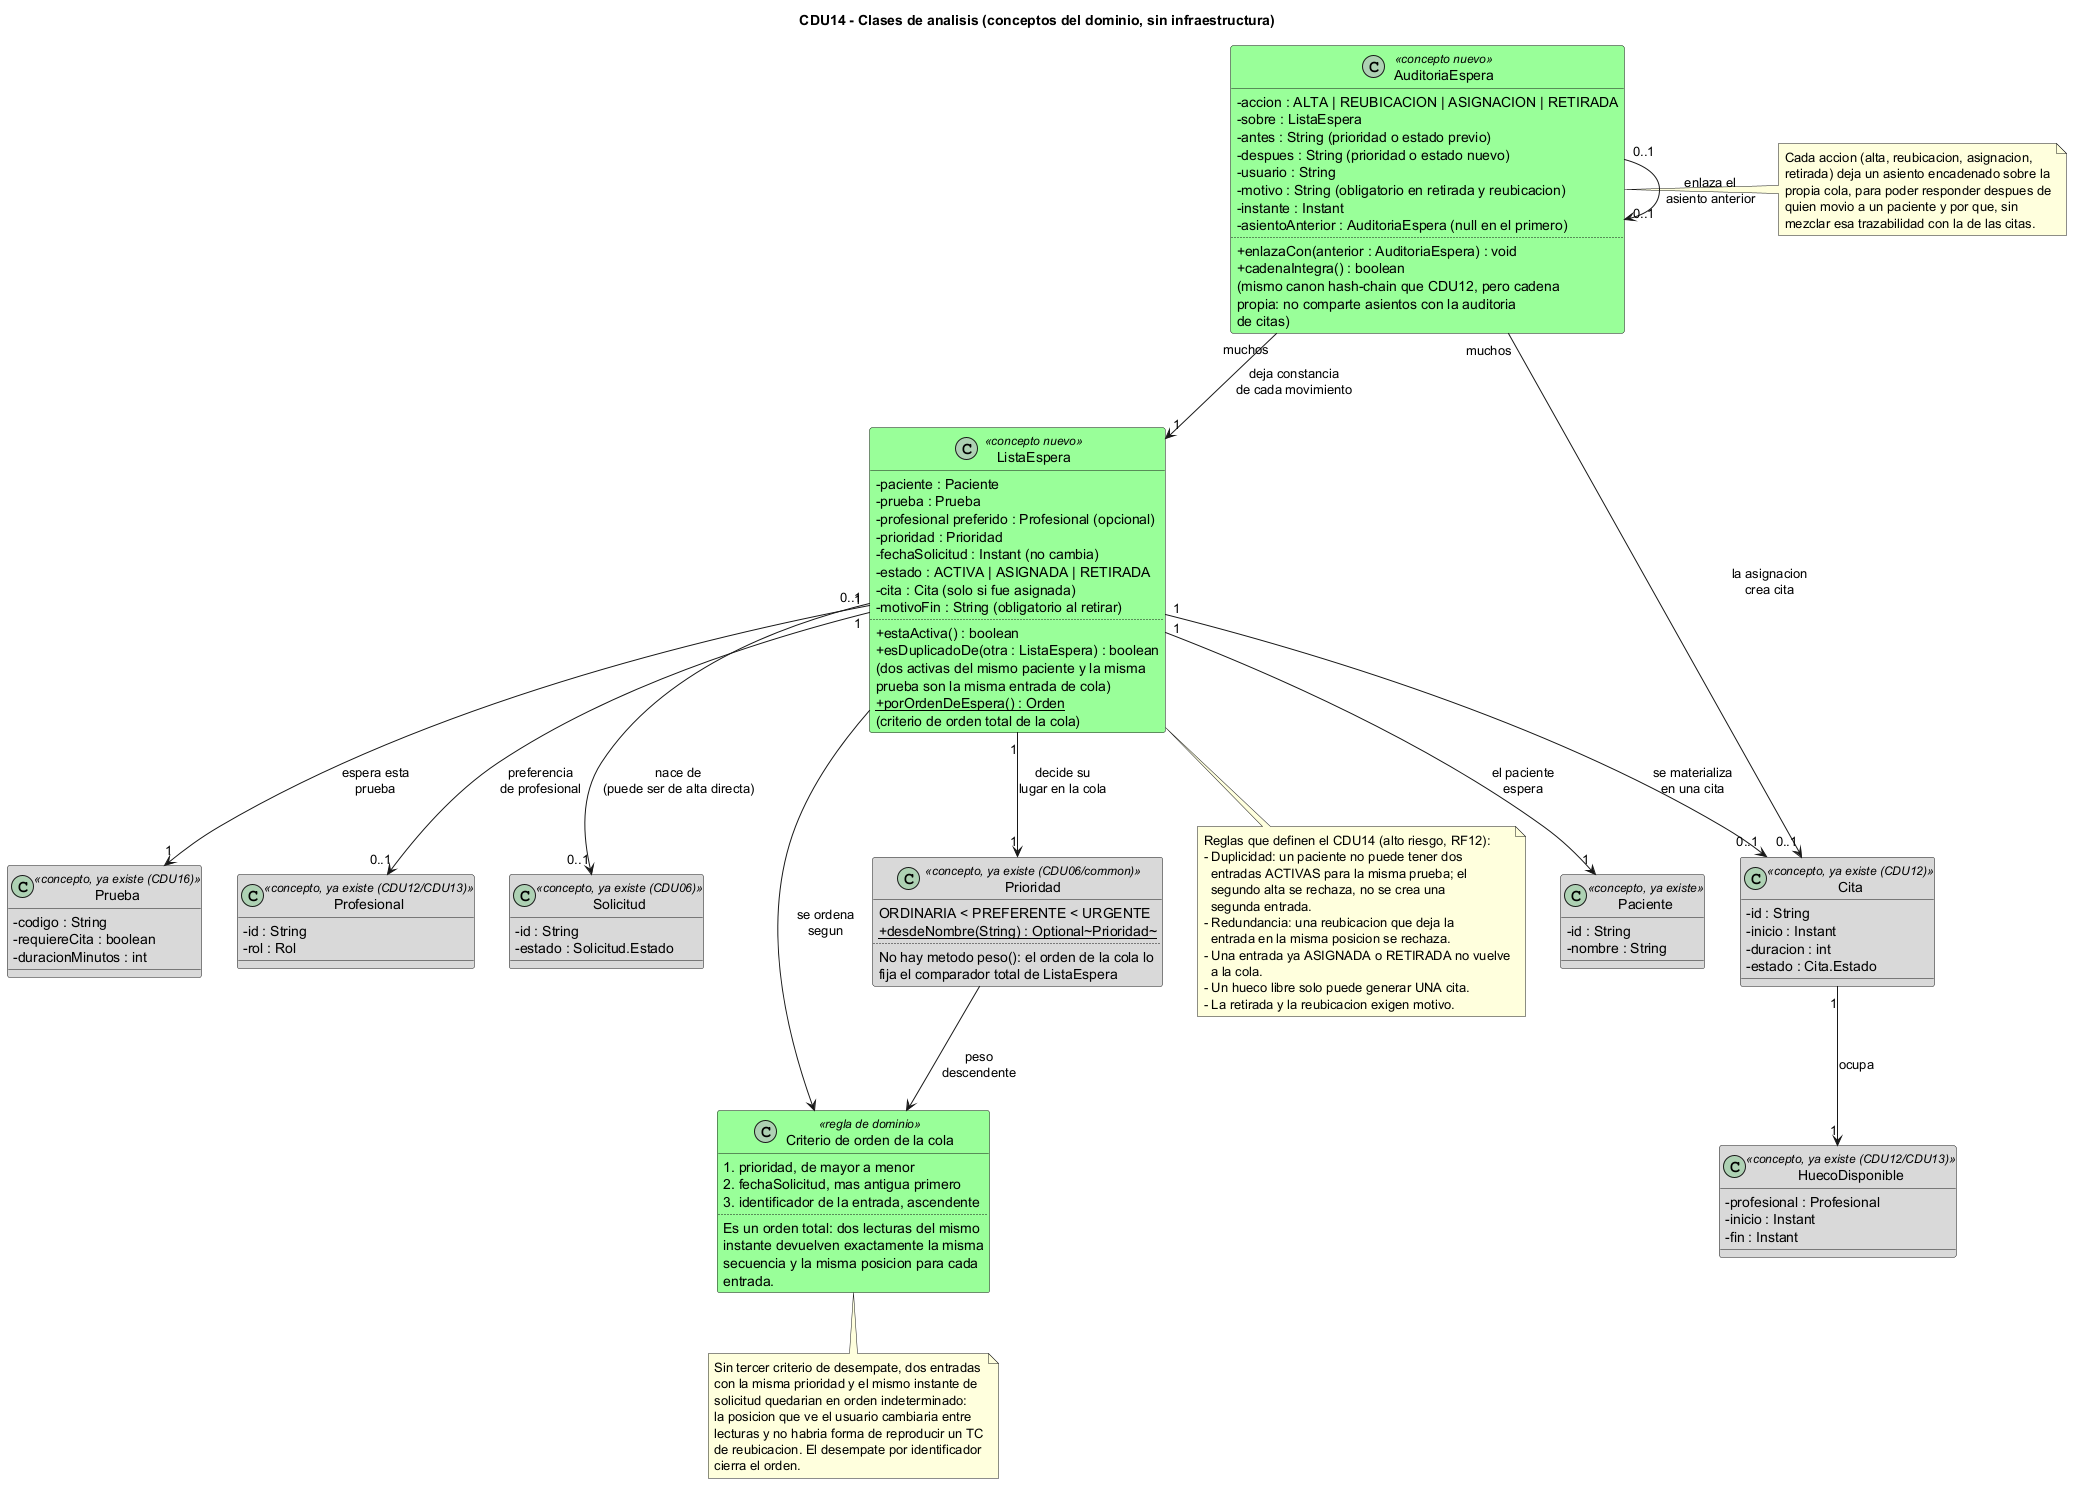 CDU14 - Clases de analisis (conceptos del dominio, sin infraestructura)
C
«concepto nuevo»
AuditoriaEspera
-accion : ALTA | REUBICACION | ASIGNACION | RETIRADA
-sobre : ListaEspera
-antes : String (prioridad o estado previo)
-despues : String (prioridad o estado nuevo)
-usuario : String
-motivo : String (obligatorio en retirada y reubicacion)
-instante : Instant
-asientoAnterior : AuditoriaEspera (null en el primero)
+enlazaCon(anterior : AuditoriaEspera) : void
+cadenaIntegra() : boolean
(mismo canon hash-chain que CDU12, pero cadena
propia: no comparte asientos con la auditoria
de citas)
0..1
enlaza el
asiento anterior
0..1
Cada accion (alta, reubicacion, asignacion,
retirada) deja un asiento encadenado sobre la
propia cola, para poder responder despues de
quien movio a un paciente y por que, sin
mezclar esa trazabilidad con la de las citas.
muchos
deja constancia
de cada movimiento
1
muchos
la asignacion
crea cita
0..1
C
«concepto nuevo»
ListaEspera
-paciente : Paciente
-prueba : Prueba
-profesional preferido : Profesional (opcional)
-prioridad : Prioridad
-fechaSolicitud : Instant (no cambia)
-estado : ACTIVA | ASIGNADA | RETIRADA
-cita : Cita (solo si fue asignada)
-motivoFin : String (obligatorio al retirar)
+estaActiva() : boolean
+esDuplicadoDe(otra : ListaEspera) : boolean
(dos activas del mismo paciente y la misma
prueba son la misma entrada de cola)
+porOrdenDeEspera() : Orden
(criterio de orden total de la cola)
0..1
1
1
1
1
espera esta
prueba
1
preferencia
de profesional
0..1
nace de
(puede ser de alta directa)
0..1
se ordena
segun
1
decide su
lugar en la cola
1
el paciente
espera
1
se materializa
en una cita
0..1
C
«concepto, ya existe (CDU16)»
Prueba
-codigo : String
-requiereCita : boolean
-duracionMinutos : int
C
«concepto, ya existe (CDU12/CDU13)»
Profesional
-id : String
-rol : Rol
C
«concepto, ya existe (CDU06)»
Solicitud
-id : String
-estado : Solicitud.Estado
C
«concepto, ya existe (CDU06/common)»
Prioridad
ORDINARIA < PREFERENTE < URGENTE
+desdeNombre(String) : Optional~Prioridad~
No hay metodo peso(): el orden de la cola lo
fija el comparador total de ListaEspera
Reglas que definen el CDU14 (alto riesgo, RF12):
- Duplicidad: un paciente no puede tener dos
entradas ACTIVAS para la misma prueba; el
segundo alta se rechaza, no se crea una
segunda entrada.
- Redundancia: una reubicacion que deja la
entrada en la misma posicion se rechaza.
- Una entrada ya ASIGNADA o RETIRADA no vuelve
a la cola.
- Un hueco libre solo puede generar UNA cita.
- La retirada y la reubicacion exigen motivo.
C
«concepto, ya existe»
Paciente
-id : String
-nombre : String
C
«concepto, ya existe (CDU12)»
Cita
-id : String
-inicio : Instant
-duracion : int
-estado : Cita.Estado
peso
descendente
1
ocupa
1
C
«regla de dominio»
Criterio de orden de la cola
1. prioridad, de mayor a menor
2. fechaSolicitud, mas antigua primero
3. identificador de la entrada, ascendente
Es un orden total: dos lecturas del mismo
instante devuelven exactamente la misma
secuencia y la misma posicion para cada
entrada.
C
«concepto, ya existe (CDU12/CDU13)»
HuecoDisponible
-profesional : Profesional
-inicio : Instant
-fin : Instant
Sin tercer criterio de desempate, dos entradas
con la misma prioridad y el mismo instante de
solicitud quedarian en orden indeterminado:
la posicion que ve el usuario cambiaria entre
lecturas y no habria forma de reproducir un TC
de reubicacion. El desempate por identificador
cierra el orden.